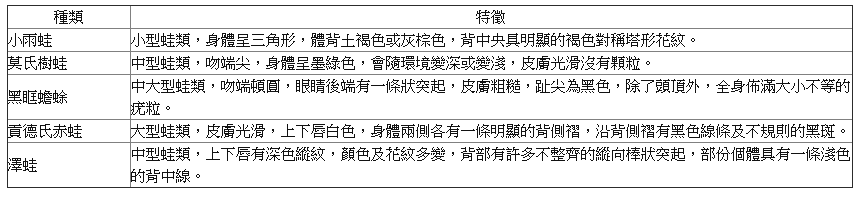 種類 特徵
小雨蛙 小型蛙類，身體呈三角形，體背土褐色或灰棕色，背中央具明顯的褐色對稱塔形花紋。
莫氏樹蛙 中型蛙類，吻端尖，身體呈墨綠色，會隨環境變深或變淺，皮膚光滑沒有顆粒。
黑眶蟾蜍 中大型蛙類，吻端頓圓，眼睛後端有一條狀突起，皮膚粗糙，趾尖為黑色，除了頭頂外，全身佈滿大小不等的
疣粒。
貢德氏赤蛙 大型蛙類，皮膚光滑，上下唇白色，身體兩側各有一條明顯的背側褶，沿背側褶有黑色線條及不規則的黑斑。
澤蛙 中型蛙類，上下唇有深色縱紋，顏色及花紋多變，背部有許多不整齊的縱向棒狀突起，部份個體具有一條淺色
的背中線。